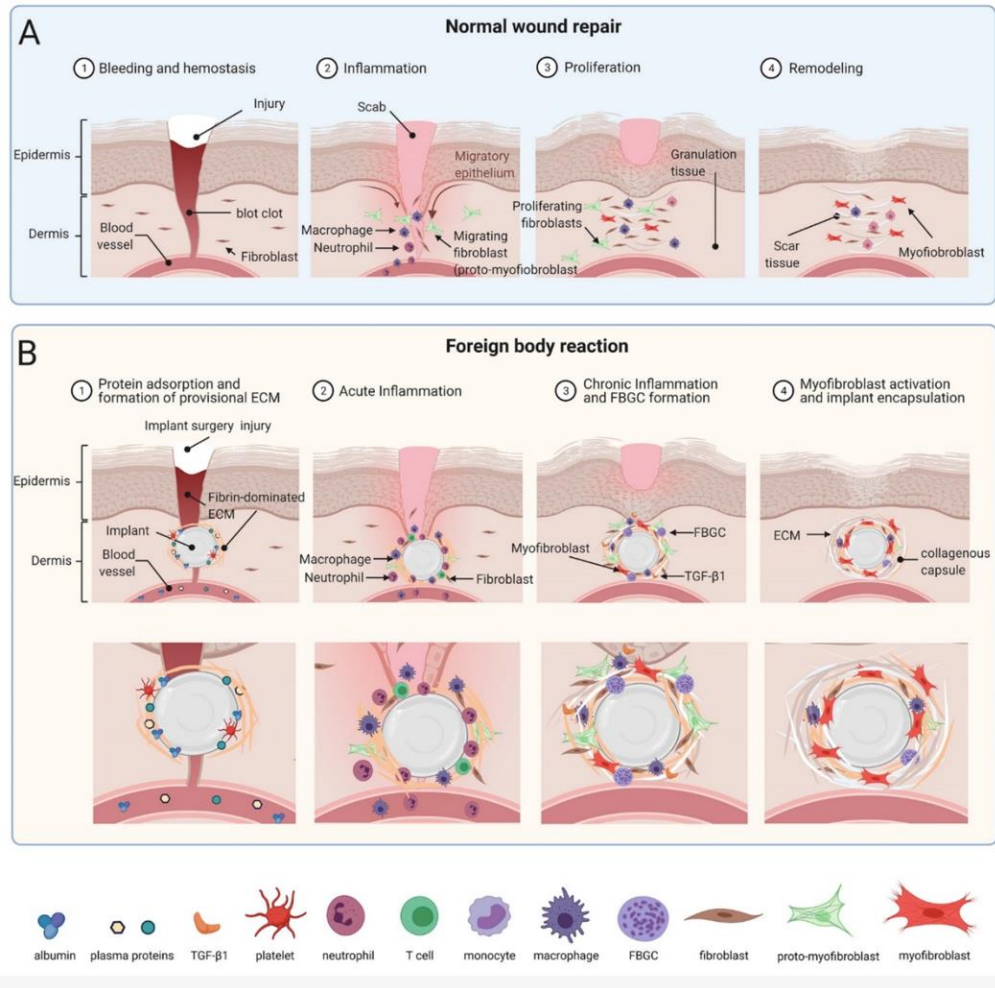 A
Normal wound repair
1 Bleeding and hemostasis
2 Inflammation
3 Proliferation
4 Remodeling
Injury
Scab
Epidermis
Migratory
epithelium
Granulation
tissue
Dermis
Blood
vessel
blot clot
Fibroblast
Macrophage
Neutrophil
Migrating
fibroblast
(proto-myofiobroblast
Proliferating
fibroblasts
Scar
tissue
Myofiobroblast
B
Foreign body reaction
1 Protein adsorption and
formation of provisional ECM
2 Acute Inflammation
3 Chronic Inflammation
and FBGC formation
4 Myofibroblast activation
and implant encapsulation
Implant surgery injury
Epidermis
Fibrin-dominated
ECM
Implant
Dermis
Blood
vessel
Macrophage
Neutrophil
Fibroblast
Myofibroblast
FBGC
TGF-β1
ECM
collagenous
capsule
albumin
plasma proteins
TGF-β1
platelet
neutrophil
T cell
monocyte
macrophage
FBGC
fibroblast
proto-myofibroblast
myofibroblast